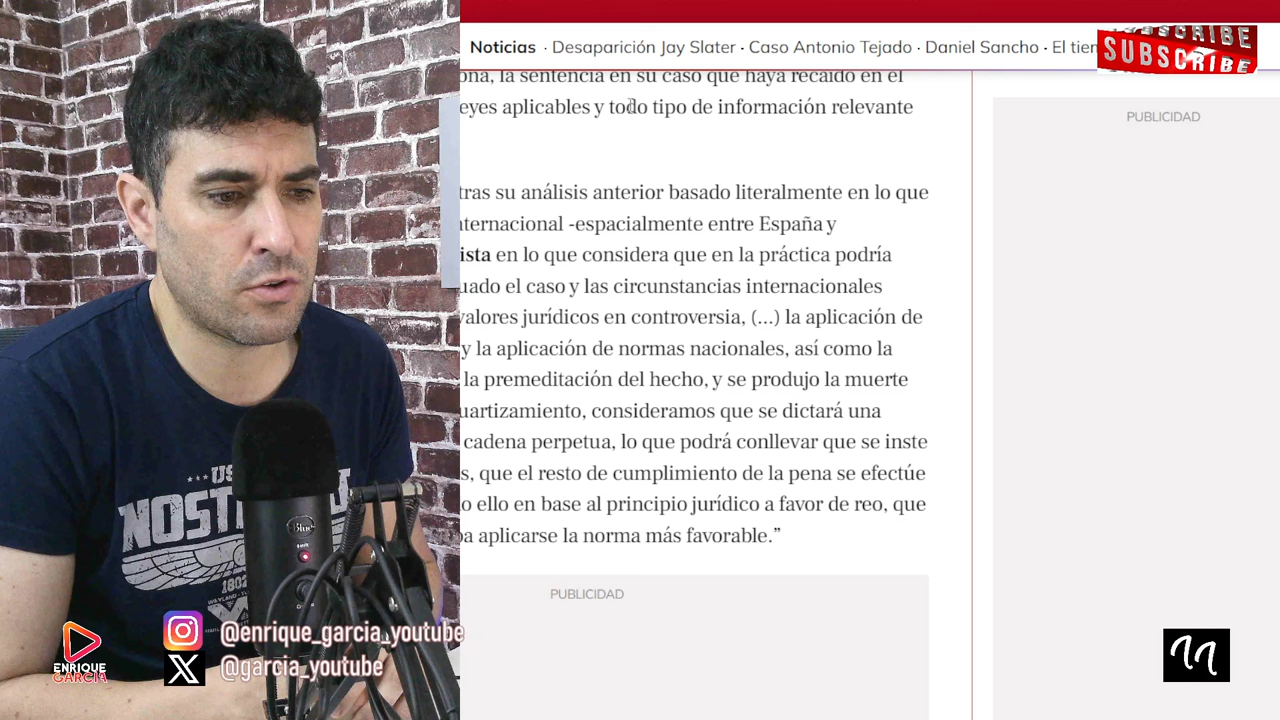 Noticias · Desaparición Jay Slater · Caso Antonio Tejado · Daniel Sancho · El
SUBSCRIBE
SUBSCRIBE
la sentencia en su caso que haya recaído en el
eyes aplicables y todo tipo de información relevante
PUBLICIDAD
tras su análisis anterior basado literalmente en lo que
nternacional -espacialmente entre España y
ista en lo que considera que en la práctica podría
uado el caso y las circunstancias internacionales
valores jurídicos en controversia, (...) la aplicación de
y la aplicación de normas nacionales, así como la
la premeditación del hecho, y se produjo la muerte
uartizamiento, consideramos que se dictará una
cadena perpetua, lo que podrá conllevar que se inste
s, que el resto de cumplimiento de la pena se efectúe
o ello en base al principio jurídico a favor de reo, que
aplicarse la norma más favorable.”
PUBLICIDAD
US
NOST
1802
Blue
@enrique_garcia_youtube
@garcia_youtube
ENRIQUE
GARCIA